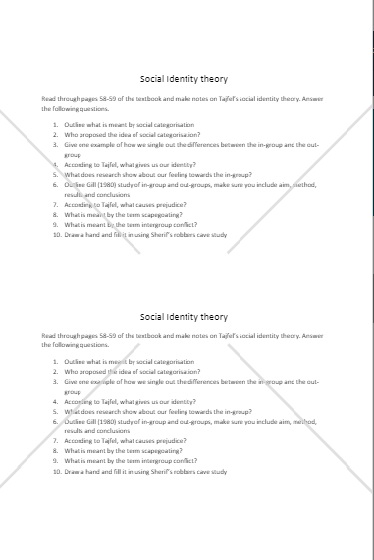 Social Identity theory
Read through pages 58-59 of the textbook and make notes on Tajfel's social identity theory. Answer
the following questions.
1. Outline what is meant by social categorisation
2. Who proposed the idea of social categorisation?
3. Give one example of how we single out the differences between the in-group and the out-
group
4. According to Tajfel, what gives us our identity?
5. What does research show about our feeling towards the in-group?
6. Outline Gill (1980) study of in-group and out-groups, make sure you include aim, method,
results and conclusions
7. According to Tajfel, what causes prejudice?
8. What is meant by the term scapegoating?
9. What is meant by the term intergroup conflict?
10. Draw a hand and fill it in using Sherif's robbers cave study
Social Identity theory
Read through pages 58-59 of the textbook and make notes on Tajfel's social identity theory. Answer
the following questions.
1. Outline what is meant by social categorisation
2. Who proposed the idea of social categorisation?
3. Give one example of how we single out the differences between the in-group and the out-
group
4. According to Tajfel, what gives us our identity?
5. What does research show about our feeling towards the in-group?
6. Outline Gill (1980) study of in-group and out-groups, make sure you include aim, method,
results and conclusions
7. According to Tajfel, what causes prejudice?
8. What is meant by the term scapegoating?
9. What is meant by the term intergroup conflict?
10. Draw a hand and fill it in using Sherif's robbers cave study